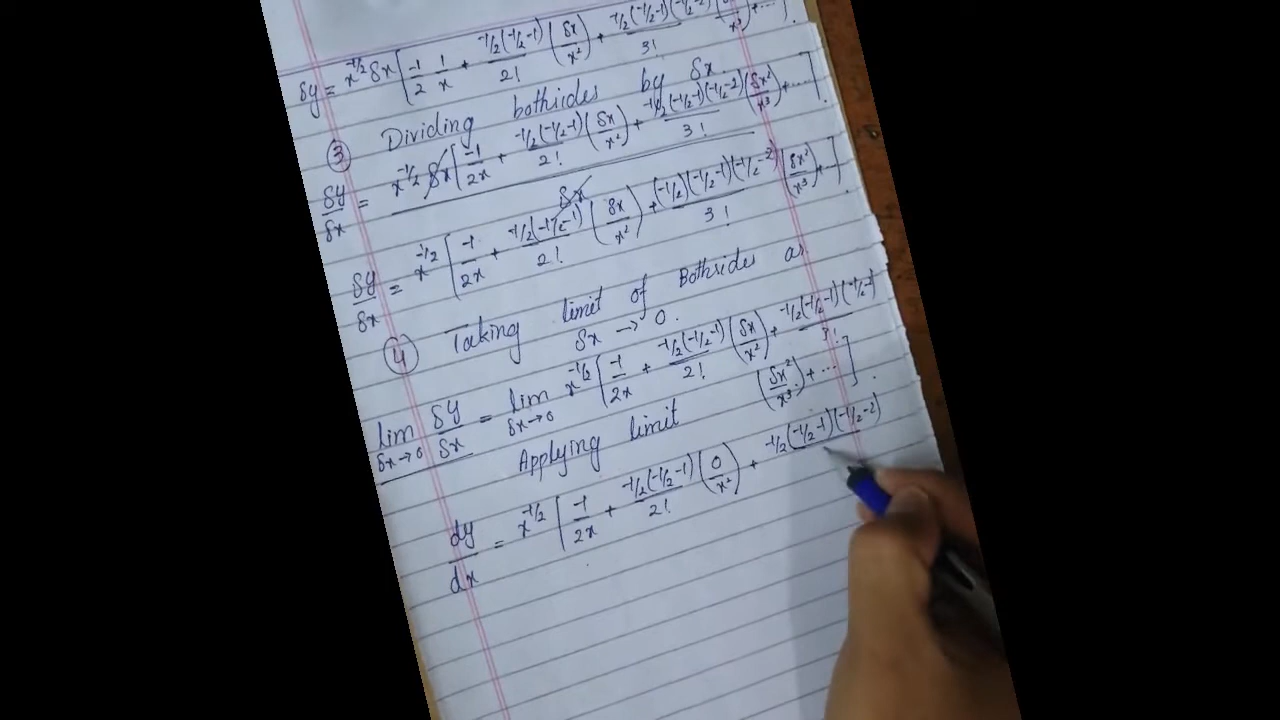 δy = x^{-1/2} δx [ -1/2 1/x + -1/2(-1/2-1)/2! (δx/x²) + -1/2(-1/2-1)(-1/2-2)/3! (δx²/x³) + ... ].
③ Dividing bothsides by δx
δy/δx = x^{-1/2} δx [ -1/2x + -1/2(-1/2-1)/2! (δx/x²) + -1/2(-1/2-1)(-1/2-2)/3! (δx²/x³) + ..... ]. / δx
δy/δx = x^{-1/2} [ -1/2x + -1/2(-1/2-1)/2! (δx/x²) + (-1/2)(-1/2-1)(-1/2-2)/3! (δx²/x³) + ... ].
④ Taking limit of Bothsides as
δx → 0.
lim δx→0 δy/δx = lim δx→0 x^{-1/2} [ -1/2x + -1/2(-1/2-1)/2! (δx/x²) + -1/2(-1/2-1)(-1/2-1)/3!
(δx²/x³) + ... ].
Applying limit
dy/dx = x^{-1/2} [ -1/2x + -1/2(-1/2-1)/2! (0/x²) + -1/2(-1/2-1)(-1/2-2)